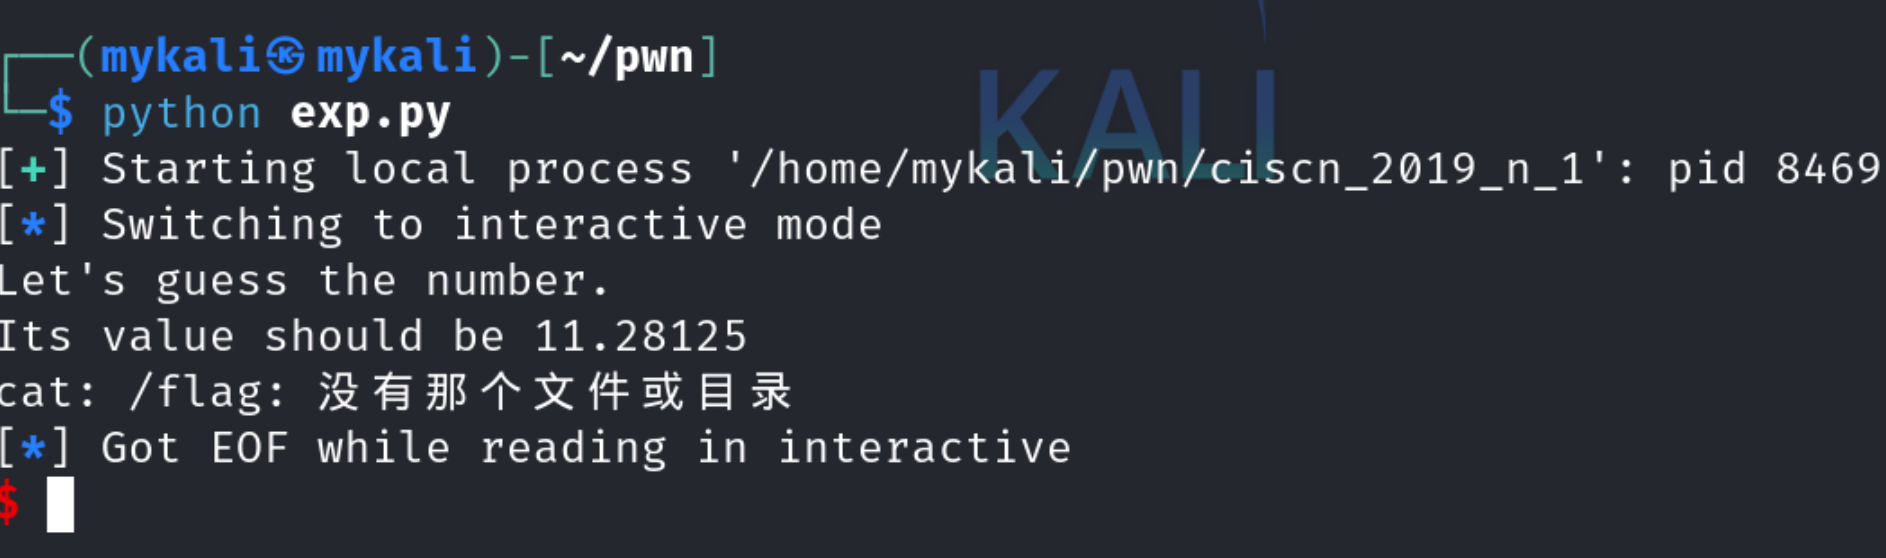 ┌──(mykali㉿mykali)-[~/pwn]
└─$ python exp.py
KALI
[+] Starting local process '/home/mykali/pwn/ciscn_2019_n_1': pid 8469
[*] Switching to interactive mode
Let's guess the number.
Its value should be 11.28125
cat: /flag: 没有那个文件或目录
[*] Got EOF while reading in interactive
$